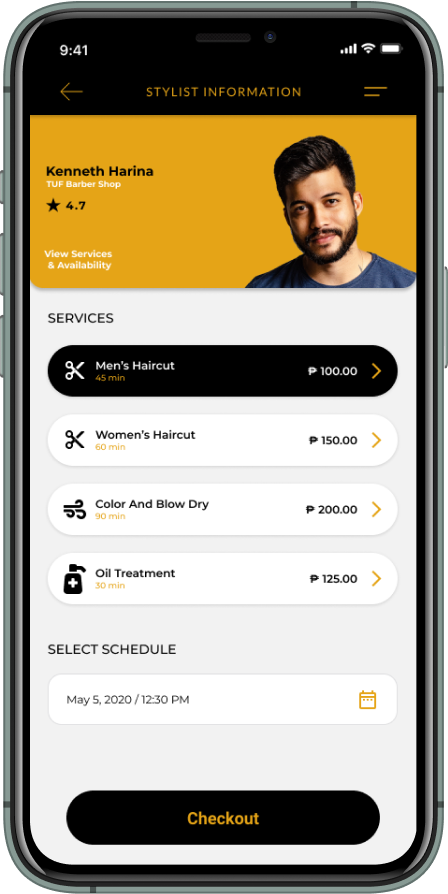 9:41
STYLIST INFORMATION
Kenneth Harina
TUF Barber Shop
★ 4.7
View Services
& Availability
SERVICES
Men's Haircut
45 min
₱ 100.00
Women's Haircut
60 min
₱ 150.00
Color And Blow Dry
90 min
₱ 200.00
Oil Treatment
30 min
₱ 125.00
SELECT SCHEDULE
May 5, 2020 / 12:30 PM
Checkout